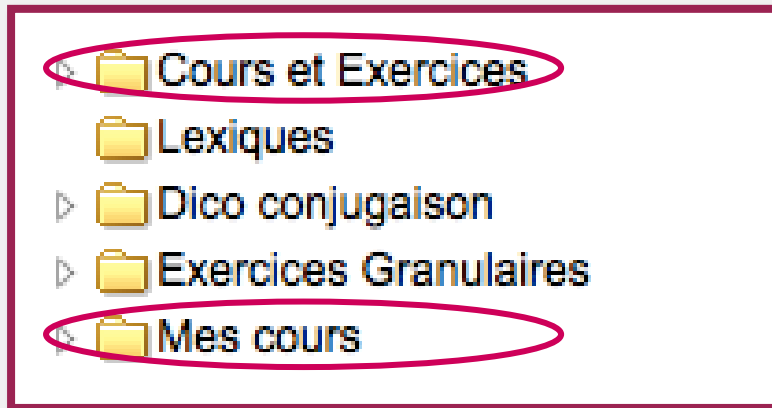 Cours et Exercices
Lexiques
Dico conjugaison
Exercices Granulaires
Mes cours